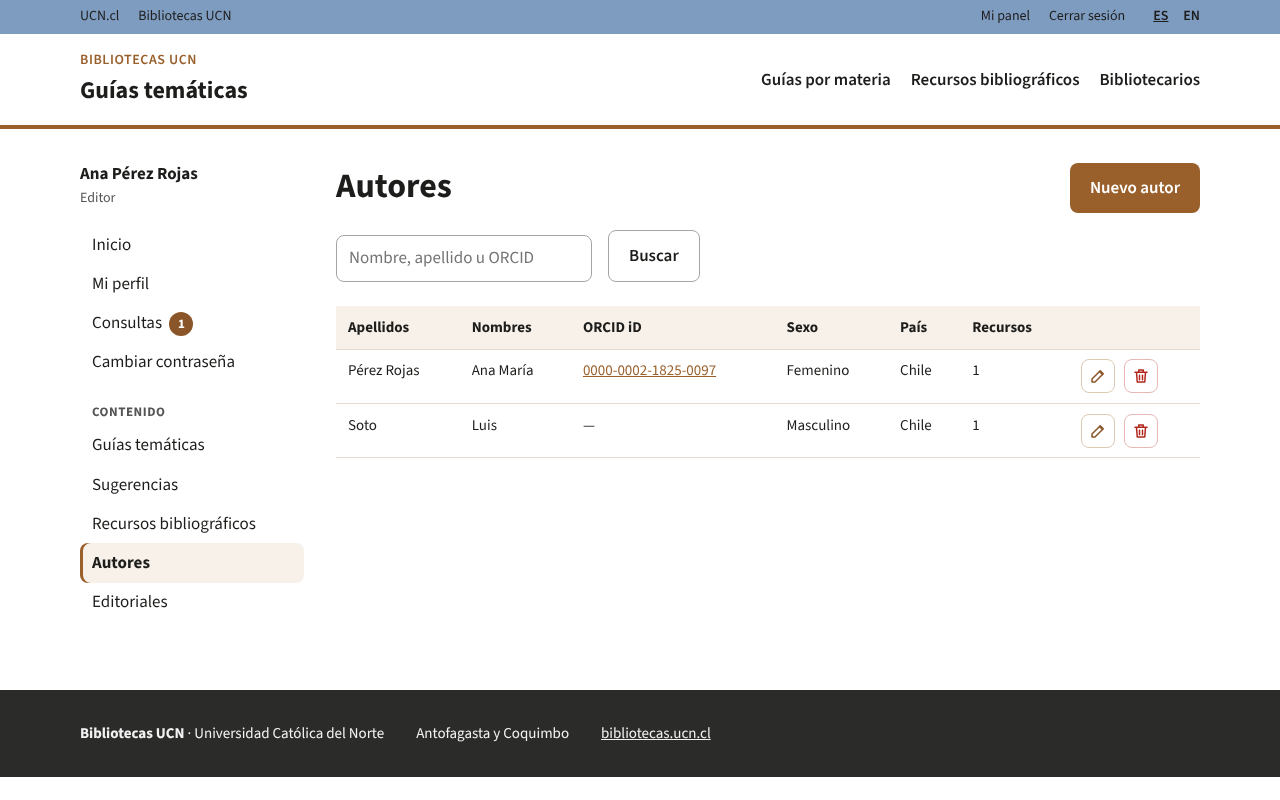 UCN.cl Bibliotecas UCN Mi panel Cerrar sesión ES EN
BIBLIOTECAS UCN
Guías temáticas
Guías por materia Recursos bibliográficos Bibliotecarios
Ana Pérez Rojas
Editor
Inicio
Mi perfil
Consultas 1
Cambiar contraseña
CONTENIDO
Guías temáticas
Sugerencias
Recursos bibliográficos
Autores
Editoriales
Autores
Nuevo autor
Nombre, apellido u ORCID Buscar
Apellidos Nombres ORCID iD Sexo País Recursos
Pérez Rojas Ana María 0000-0002-1825-0097 Femenino Chile 1
Soto Luis — Masculino Chile 1
Bibliotecas UCN · Universidad Católica del Norte Antofagasta y Coquimbo bibliotecas.ucn.cl